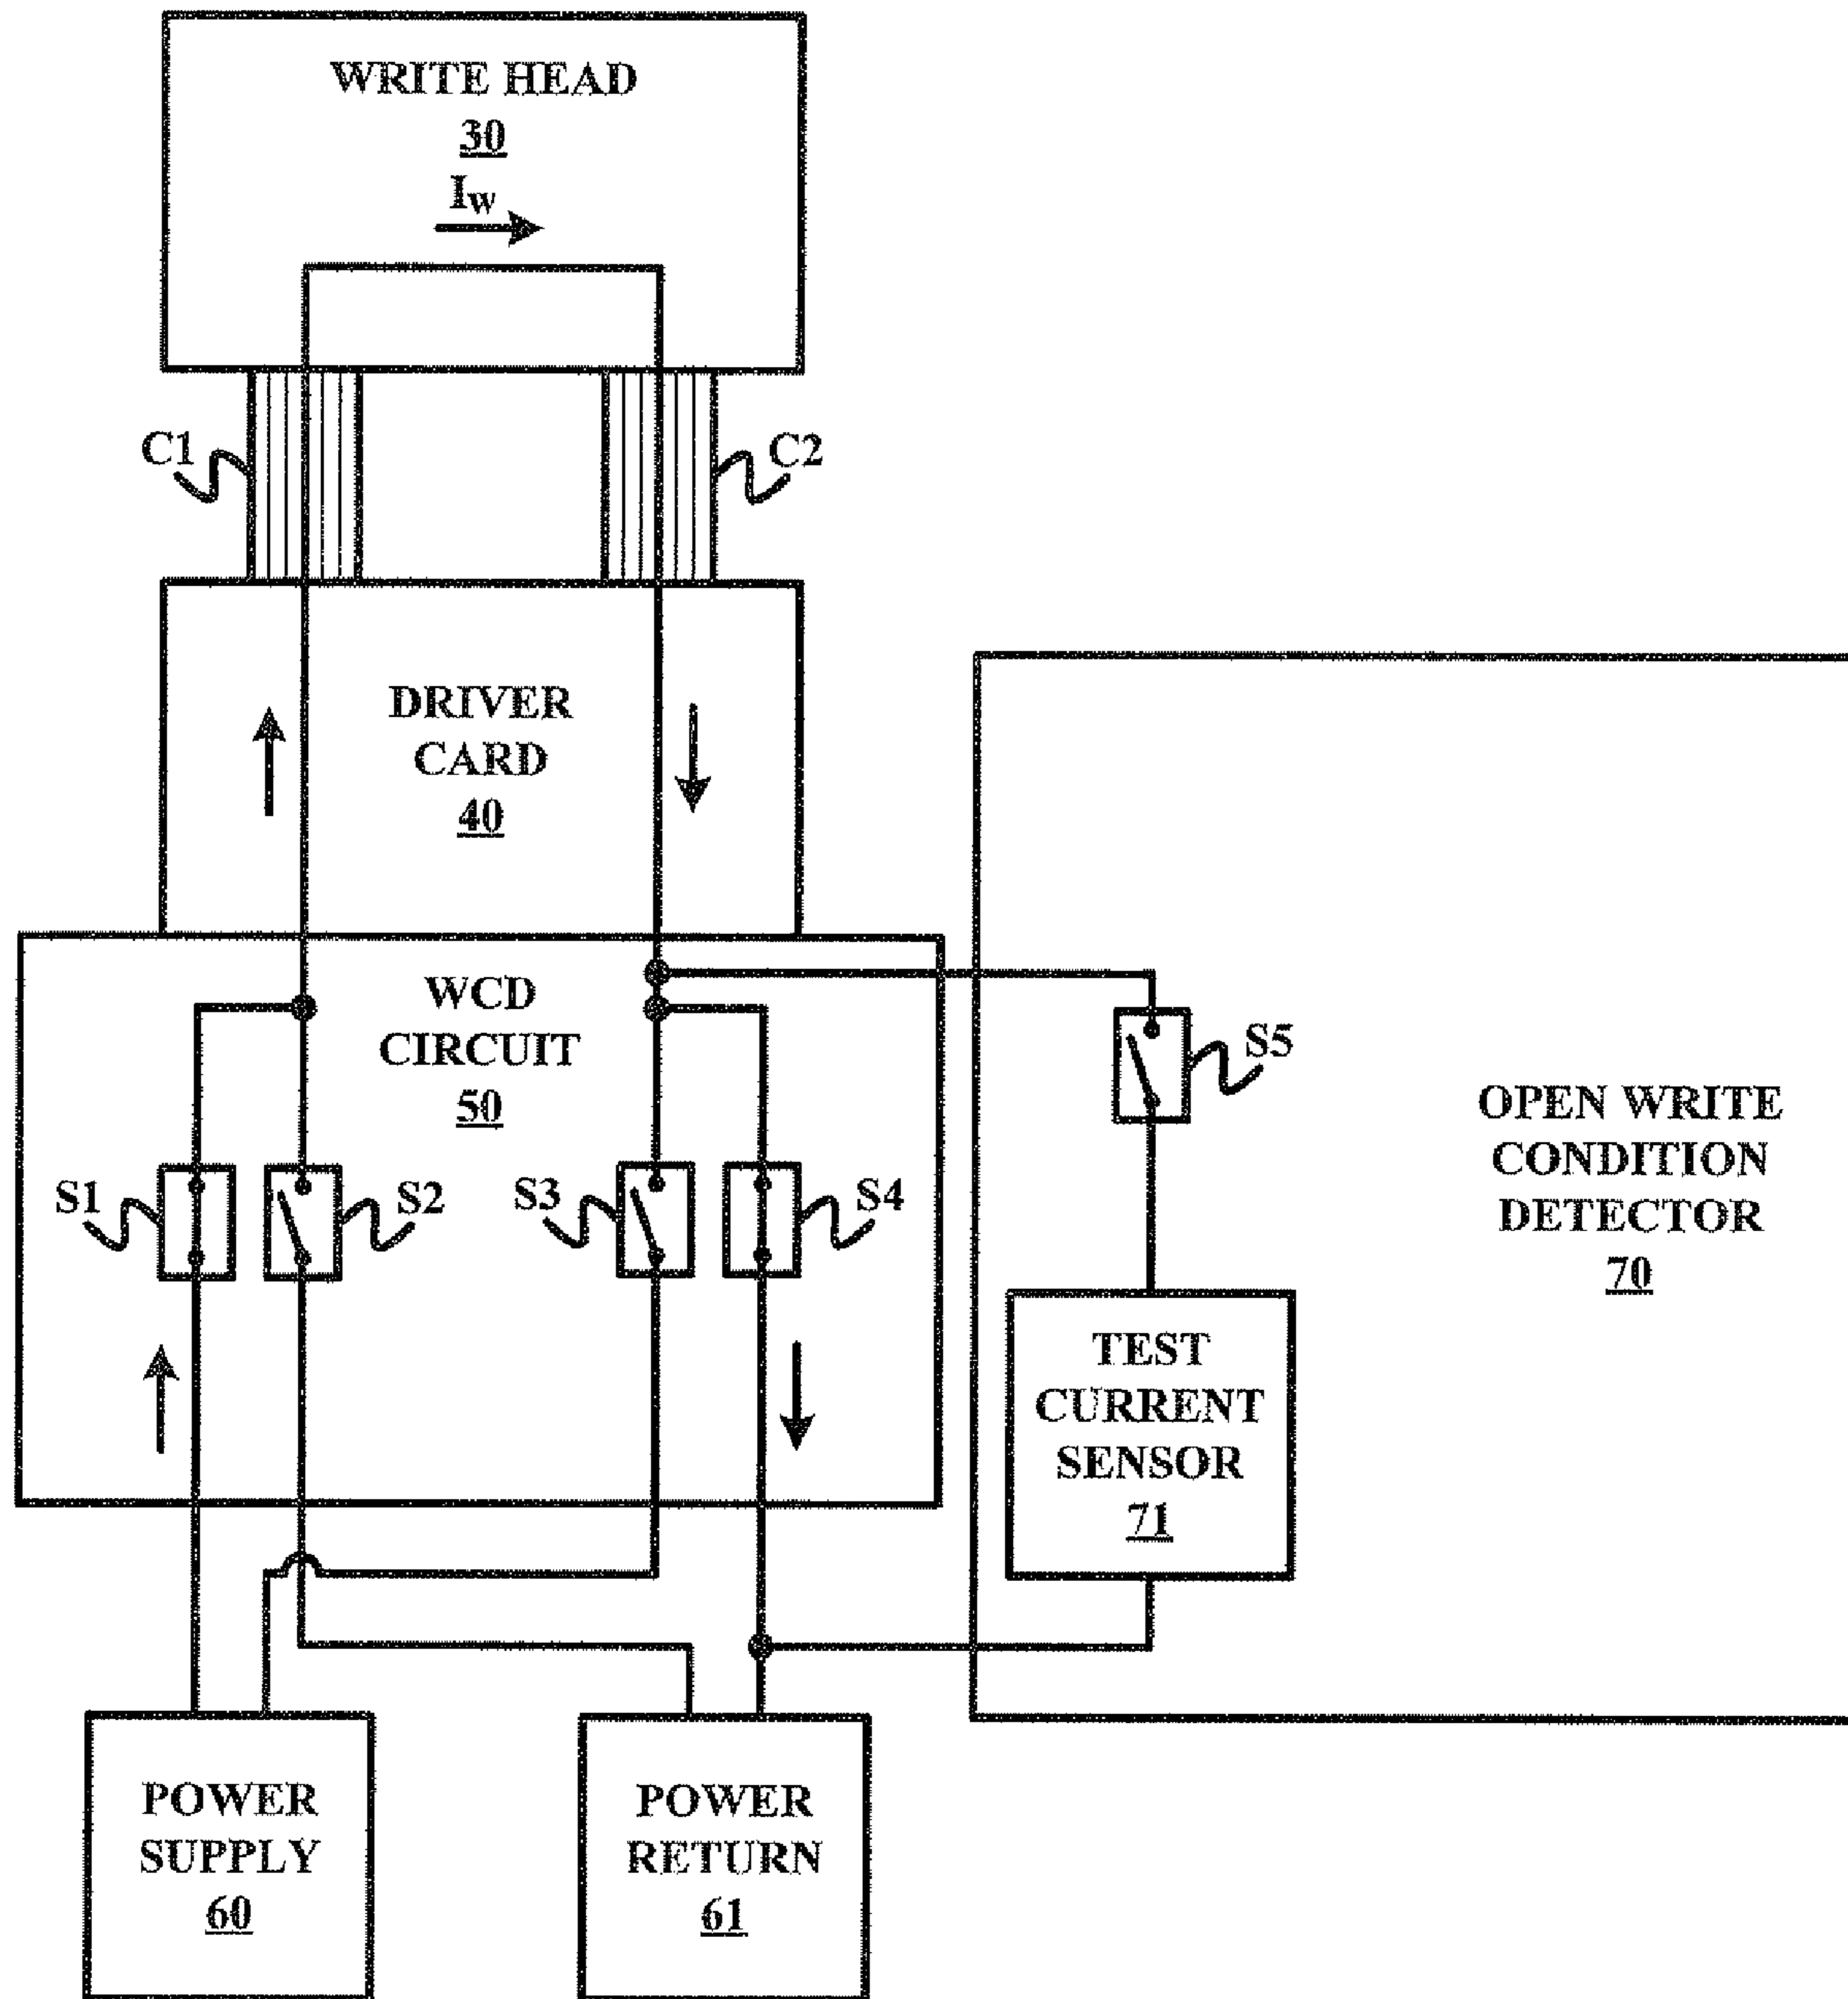 WRITE HEAD
30
IW
C1
C2
DRIVER
CARD
40
WCD
CIRCUIT
50
S1
S2
S3
S4
S5
OPEN WRITE
CONDITION
DETECTOR
70
TEST
CURRENT
SENSOR
71
POWER
SUPPLY
60
POWER
RETURN
61